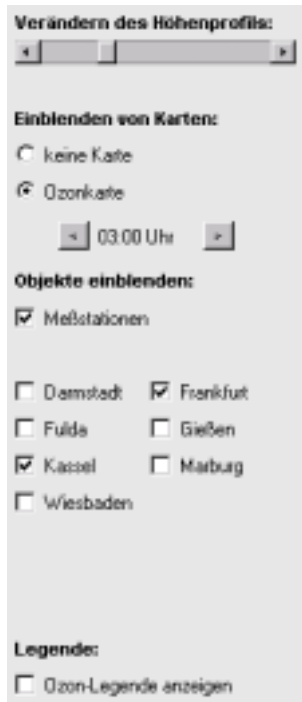 Verändern des Höhenprofils:
Einblenden von Karten:
keine Karte
Ozonkarte
03:00 Uhr
Objekte einblenden:
Meßstationen
Darmstadt Frankfurt
Fulda Gießen
Kassel Marburg
Wiesbaden
Legende:
Ozon-Legende anzeigen